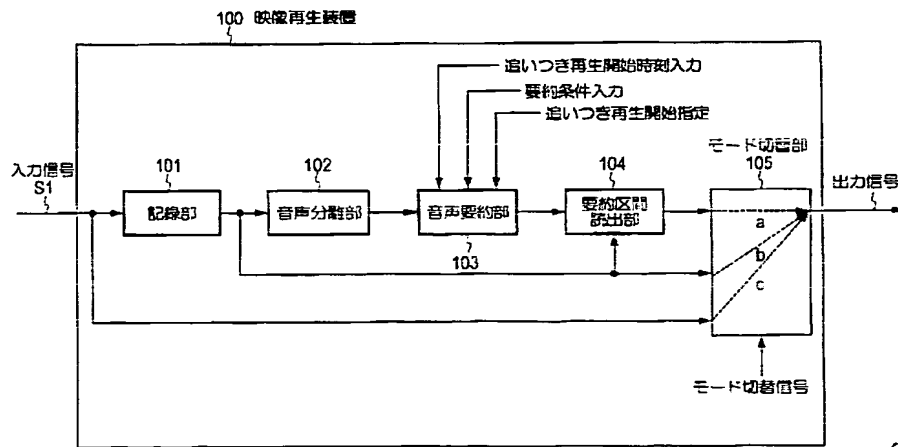 100 映像再生装置
追いつき再生開始時刻入力
要約条件入力
追いつき再生開始指定
入力信号
S1
101
記録部
102
音声分離部
音声要約部
103
104
要約区間
読出部
モード切替部
105
a
b
c
出力信号
モード切替信号